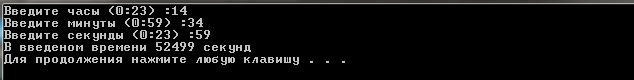 Введите часы (0:23) :14
Введите минуты (0:59) :34
Введите секунды (0:23) :59
В введеном времени 52499 секунд
Для продолжения нажмите любую клавишу . . .